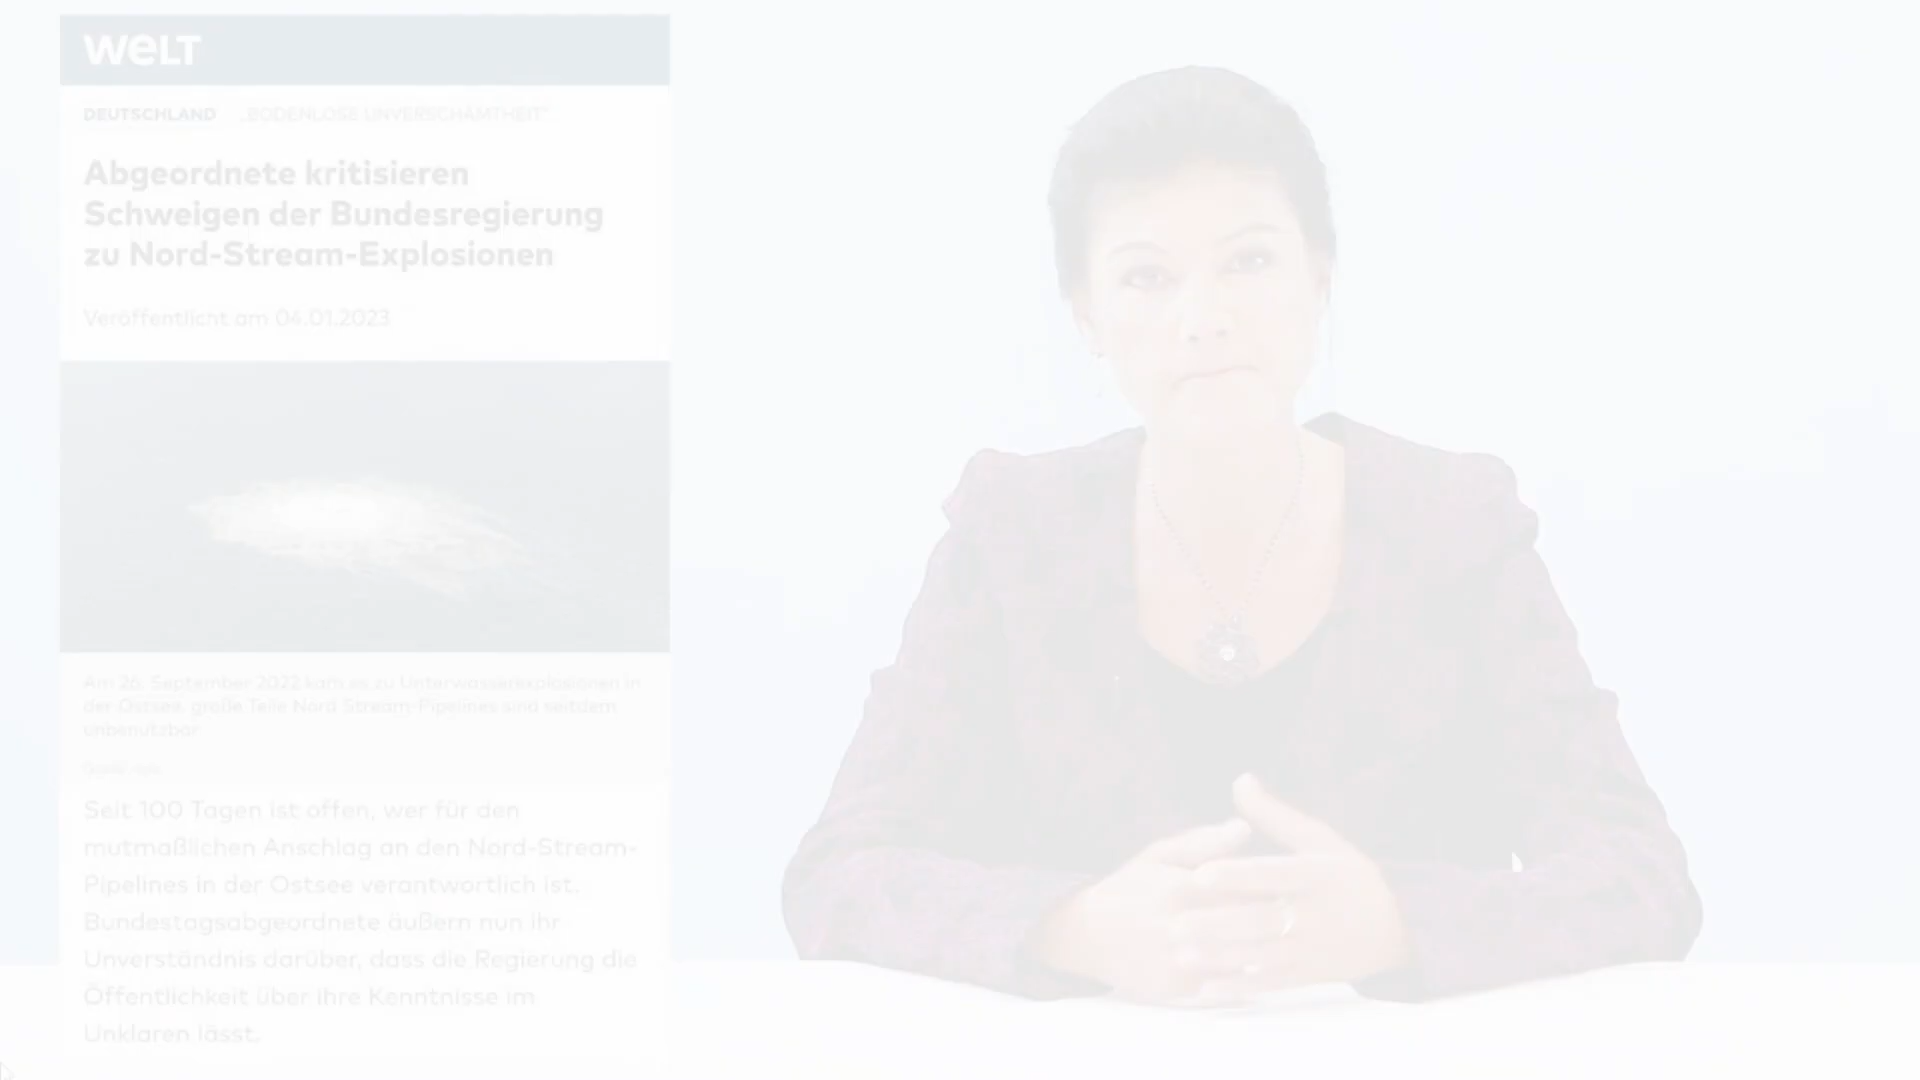 WELT
DEUTSCHLAND „BODENLOSE UNVERSCHÄMTHEIT"
Abgeordnete kritisieren
Schweigen der Bundesregierung
zu Nord-Stream-Explosionen
Veröffentlicht am 04.01.2023
Am 26. September 2022 kam es zu Unterwasserexplosionen in
der Ostsee, große Teile Nord Stream-Pipelines sind seitdem
unbenutzbar
Seit 100 Tagen ist offen, wer für den
mutmaßlichen Anschlag an den Nord-Stream-
Pipelines in der Ostsee verantwortlich ist.
Bundestagsabgeordnete äußern nun ihr
Unverständnis darüber, dass die Regierung die
Öffentlichkeit über ihre Kenntnisse im
Unklaren lässt.